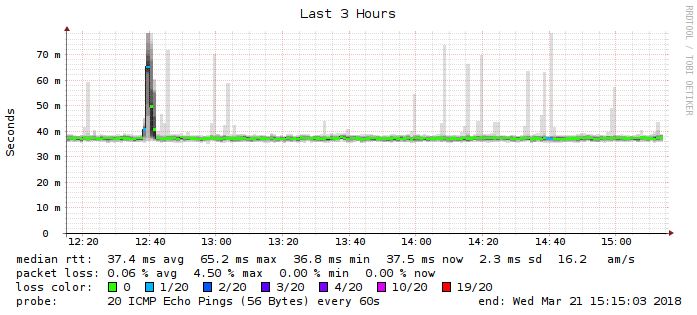 Last 3 Hours
RRDTOOL / TOBI OETIKER
Seconds
70 m
60 m
50 m
40 m
30 m
20 m
10 m
0
12:20 12:40 13:00 13:20 13:40 14:00 14:20 14:40 15:00
median rtt: 37.4 ms avg 65.2 ms max 36.8 ms min 37.5 ms now 2.3 ms sd 16.2 am/s
packet loss: 0.06 % avg 4.50 % max 0.00 % min 0.00 % now
loss color: 0 1/20 2/20 3/20 4/20 10/20 19/20
probe: 20 ICMP Echo Pings (56 Bytes) every 60s end: Wed Mar 21 15:15:03 2018